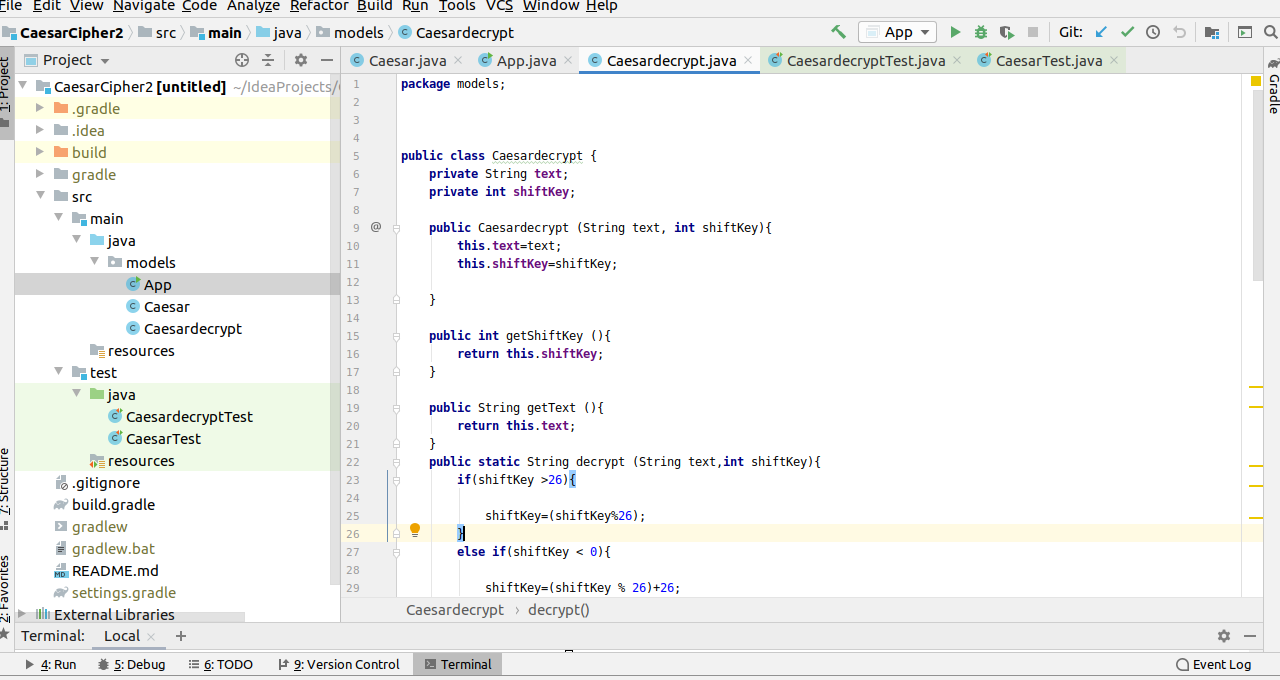 File Edit View Navigate Code Analyze Refactor Build Run Tools VCS Window Help
CaesarCipher2 src main java models Caesardecrypt App Git:
1: Project
Project
Caesar.java App.java Caesardecrypt.java CaesardecryptTest.java CaesarTest.java
Gradle
CaesarCipher2 [untitled] ~/IdeaProjects/
.gradle
.idea
build
gradle
src
main
java
models
App
Caesar
Caesardecrypt
resources
test
java
CaesardecryptTest
CaesarTest
resources
.gitignore
build.gradle
gradlew
gradlew.bat
README.md
settings.gradle
External Libraries
7: Structure
2: Favorites
1 package models;
2
3
4
5 public class Caesardecrypt {
6 private String text;
7 private int shiftKey;
8
9 @ public Caesardecrypt (String text, int shiftKey){
10 this.text=text;
11 this.shiftKey=shiftKey;
12
13 }
14
15 public int getShiftKey (){
16 return this.shiftKey;
17 }
18
19 public String getText (){
20 return this.text;
21 }
22 public static String decrypt (String text,int shiftKey){
23 if(shiftKey >26){
24
25 shiftKey=(shiftKey%26);
26 }
27 else if(shiftKey < 0){
28
29 shiftKey=(shiftKey % 26)+26;
Caesardecrypt › decrypt()
Terminal: Local +
4: Run 5: Debug 6: TODO 9: Version Control Terminal Event Log